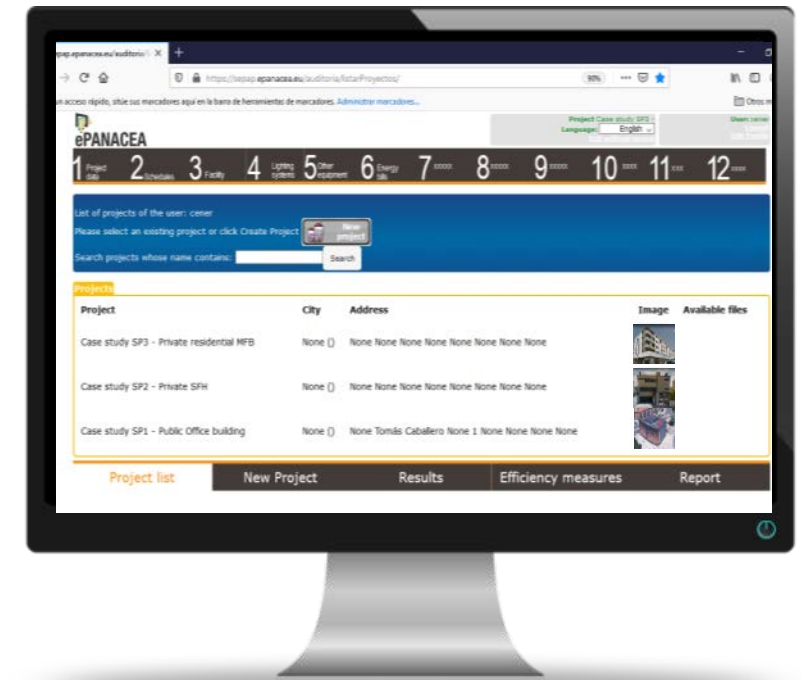 epap.epanacea.eu/auditoria/l X +
https://sepap.epanacea.eu/auditoria/listarProyectos/ 90%
un acceso rápido, sitúe sus marcadores aquí en la barra de herramientas de marcadores. Administrar marcadores... Otros m
ePANACEA
Project Case study SP3 -
User: cener
Language: English
1 Project data 2 Schedules 3 Facility 4 Lighting systems 5 Other equipment 6 Energy bills 7 xxxxx 8 xxxxx 9 xxxxx 10 xxxx 11 xxx 12 xxxx
List of projects of the user: cener
Please select an existing project or click Create Project New project
Search projects whose name contains: Search
Projects
Project City Address Image Available files
Case study SP3 - Private residential MFB None () None None None None None None None None
Case study SP2 - Private SFH None () None None None None None None None None
Case study SP1 - Public Office building None () None Tomás Caballero None 1 None None None None
Project list New Project Results Efficiency measures Report